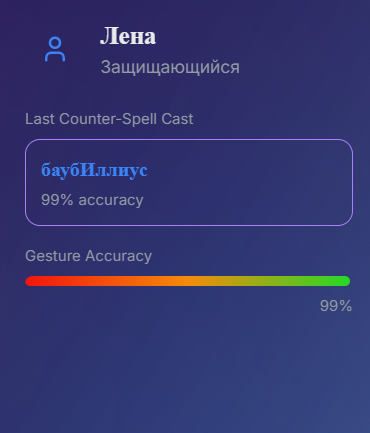 Лена
Защищающийся
Last Counter-Spell Cast
баубИллиус
99% accuracy
Gesture Accuracy
99%